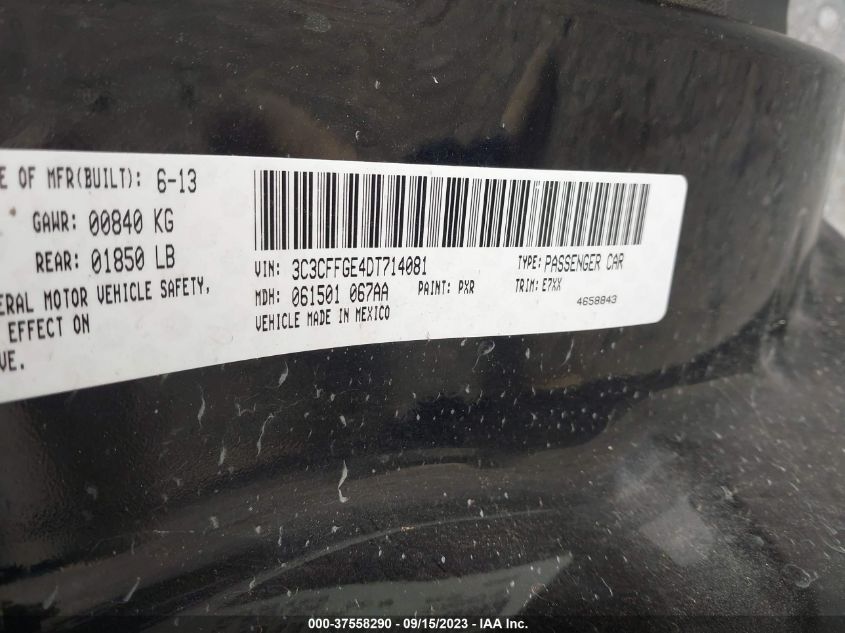 E OF MFR(BUILT): 6-13
GAWR: 00840 KG
REAR: 01850 LB
ERAL MOTOR VEHICLE SAFETY,
EFFECT ON
VE.
VIN: 3C3CFFGE4DT714081 TYPE: PASSENGER CAR
MDH: 061501 067AA PAINT: PXR TRIM: E7XX
VEHICLE MADE IN MEXICO 4658843
000-37558290 - 09/15/2023 - IAA Inc.